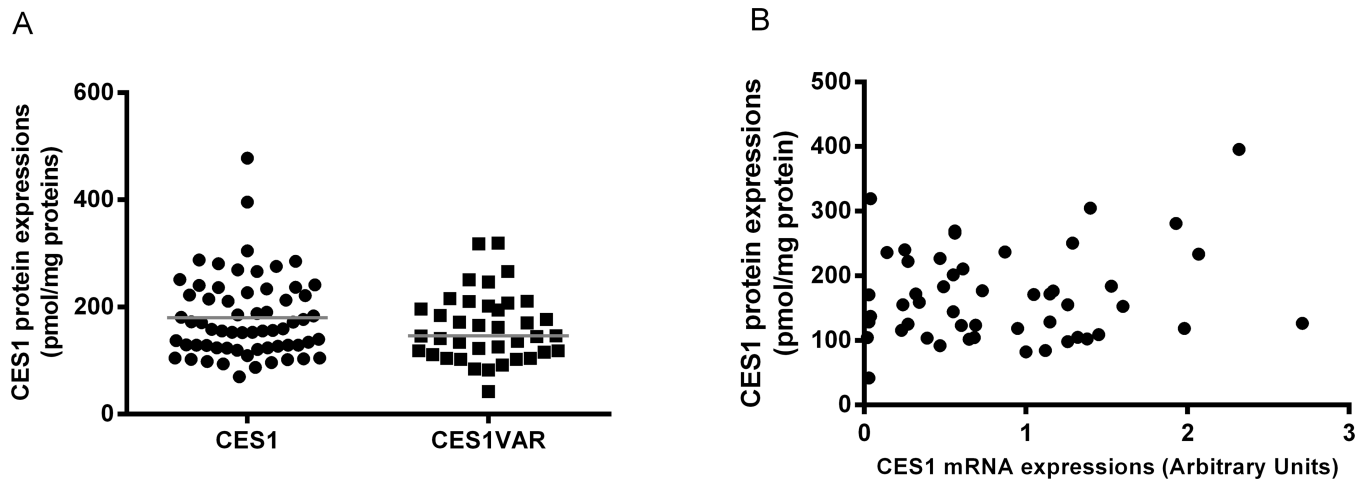 A
CES1 protein expressions
(pmol/mg proteins)
600
400
200
0
CES1
CES1VAR
B
CES1 protein expressions
(pmol/mg protein)
500
400
300
200
100
0
0
1
2
3
CES1 mRNA expressions (Arbitrary Units)